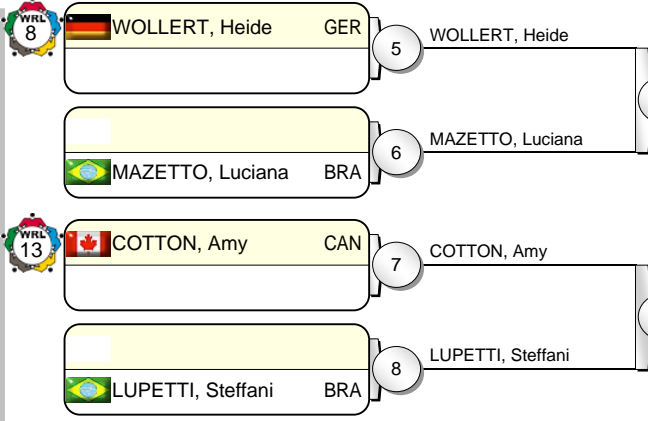 WRL
8
WOLLERT, Heide GER
5
WOLLERT, Heide
6
MAZETTO, Luciana
MAZETTO, Luciana BRA
WRL
13
COTTON, Amy CAN
7
COTTON, Amy
8
LUPETTI, Steffani
LUPETTI, Steffani BRA